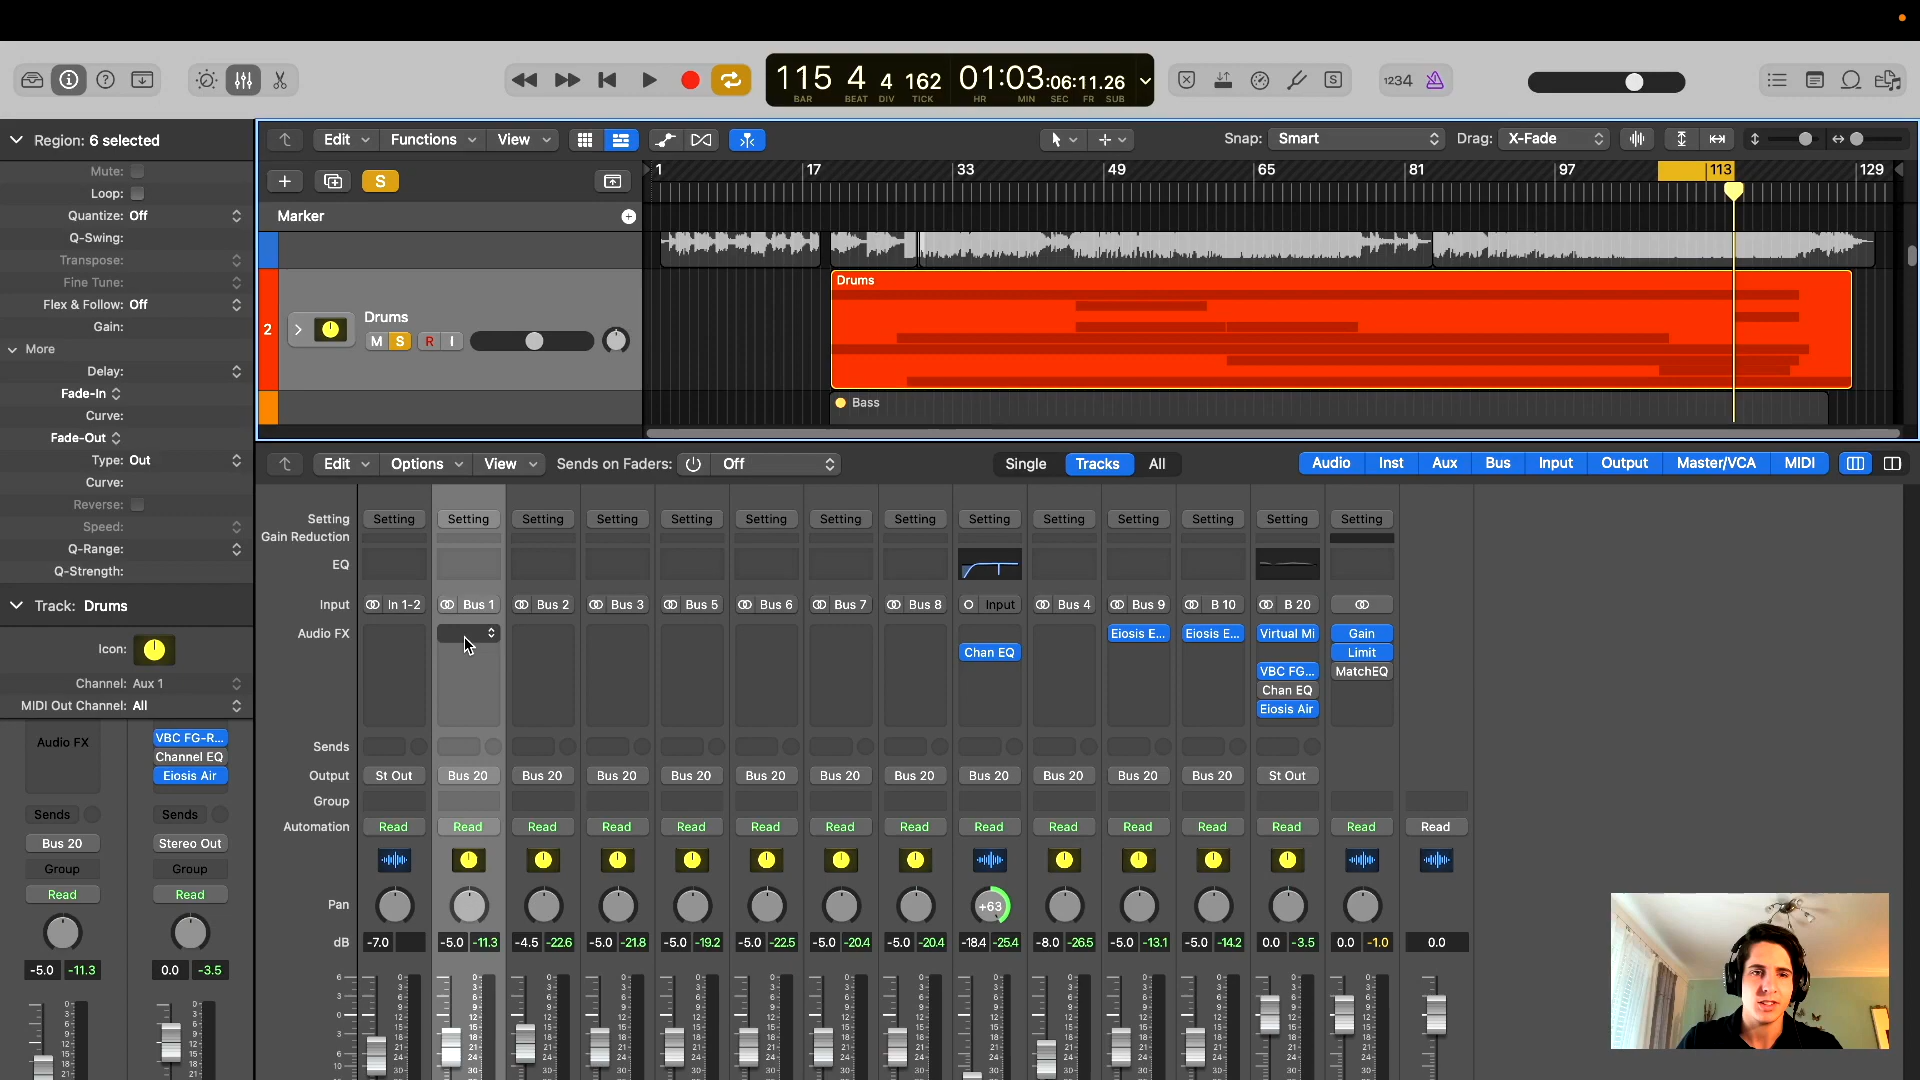 115 4 4 162 01:03:06:11.26
BAR BEAT DIV TICK HR MIN SEC FR SUB
S
1234
Region: 6 selected
Edit Functions View
Snap: Smart
Drag: X-Fade
Mute:
Loop:
Quantize: Off
Q-Swing:
Transpose:
Fine Tune:
Flex & Follow: Off
Gain:
More
Delay:
Fade-In
Curve:
Fade-Out
Type: Out
Curve:
Reverse:
Speed:
Q-Range:
Q-Strength:
Track: Drums
Icon:
Channel: Aux 1
MIDI Out Channel: All
Audio FX
VBC FG-R...
Channel EQ
Eiosis Air
Sends Sends
Bus 20 Stereo Out
Group Group
Read Read
-5.0 -11.3 0.0 -3.5
S
1 17 33 49 65 81 97 113 129
Marker
2
Drums
M S R I
Drums
Bass
Edit Options View Sends on Faders: Off
Single Tracks All
Audio Inst Aux Bus Input Output Master/VCA MIDI
Setting Setting Setting Setting Setting Setting Setting Setting Setting Setting Setting Setting Setting Setting Setting
Gain Reduction
EQ
Input In 1-2 Bus 1 Bus 2 Bus 3 Bus 5 Bus 6 Bus 7 Bus 8 Input Bus 4 Bus 9 B 10 B 20
Audio FX Eiosis E... Eiosis E... Virtual Mi Gain
Chan EQ Limit
VBC FG... MatchEQ
Chan EQ
Eiosis Air
Sends
Output St Out Bus 20 Bus 20 Bus 20 Bus 20 Bus 20 Bus 20 Bus 20 Bus 20 Bus 20 Bus 20 Bus 20 St Out
Group
Automation Read Read Read Read Read Read Read Read Read Read Read Read Read Read Read
Pan +63
dB -7.0 -5.0 -11.3 -4.5 -22.6 -5.0 -21.8 -5.0 -19.2 -5.0 -22.5 -5.0 -20.4 -5.0 -20.4 -18.4 -25.4 -8.0 -26.5 -5.0 -13.1 -5.0 -14.2 0.0 -3.5 0.0 -1.0 0.0